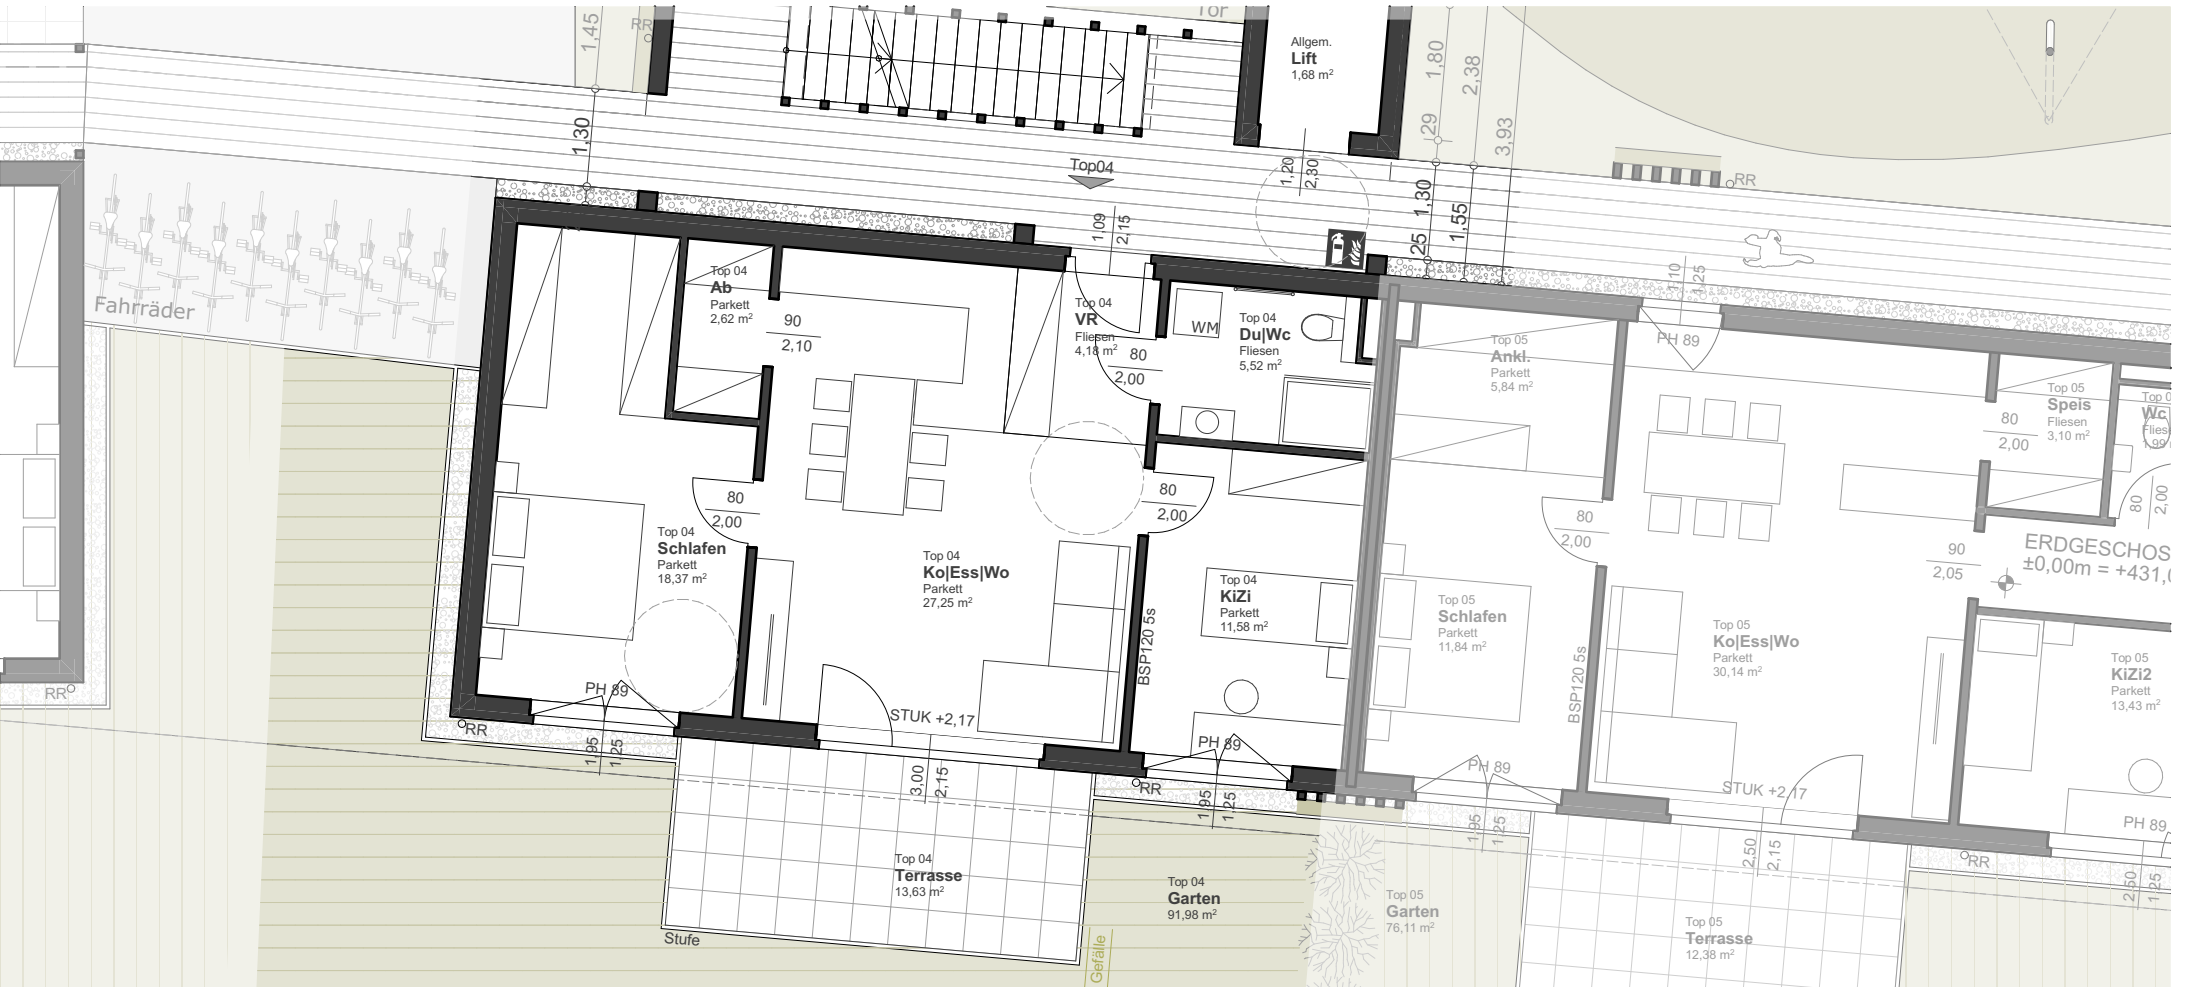 1,45
RR
Top
Allgem.
Lift
1,68 m²
1,80
2,38
29
3,93
1,30
Top04
1,20
2,30
1,30
1,55
25
RR
1,09
2,15
1,10
1,25
Fahrräder
Top 04
Ab
Parkett
2,62 m²
90
2,10
Top 04
VR
Fliesen
4,18 m²
80
2,00
WM
Top 04
Du|Wc
Fliesen
5,52 m²
Top 05
Ankl.
Parkett
5,84 m²
PH 89
80
2,00
Top 05
Speis
Fliesen
3,10 m²
Wc
1,99
80
2,00
80
2,00
Top 04
Schlafen
Parkett
18,37 m²
Top 04
Ko|Ess|Wo
Parkett
27,25 m²
80
2,00
Top 04
KiZi
Parkett
11,58 m²
BSP120 5s
80
2,00
Top 05
Schlafen
Parkett
11,84 m²
BSP120 5s
Top 05
Ko|Ess|Wo
Parkett
30,14 m²
90
2,05
ERDGESCHOS
±0,00m = +431,0
Top 05
KiZi2
Parkett
13,43 m²
RR
PH 89
RR
1,95
1,25
STUK +2,17
3,00
2,15
PH 89
RR
1,95
1,25
PH 89
1,95
1,25
STUK +2,17
2,50
2,15
PH 89
RR
2,50
1,25
Top 04
Terrasse
13,63 m²
Stufe
Top 04
Garten
91,98 m²
Gefälle
Top 05
Garten
76,11 m²
Top 05
Terrasse
12,38 m²